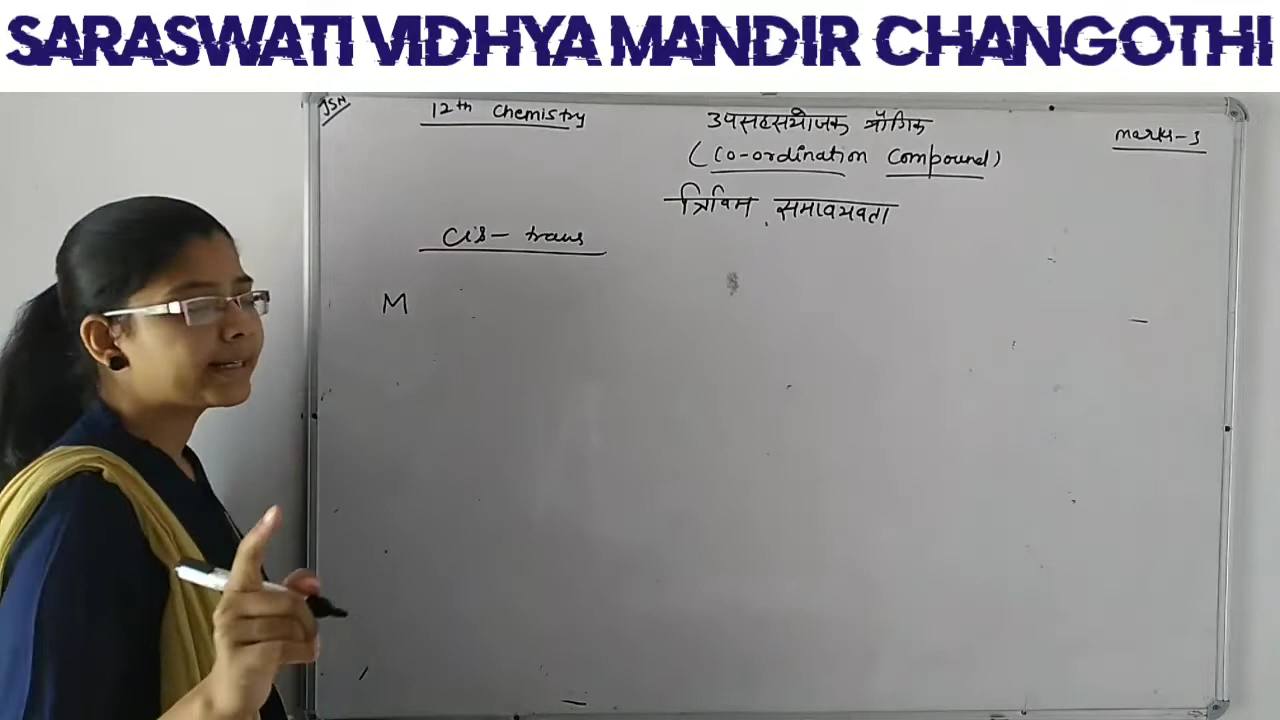 SARASWATI VIDHYA MANDIR CHANGOTHI
JSN
12th Chemistry
उपसहसंयोजक यौगिक
(Co-ordination Compound)
marks-3
त्रिविम समावयवता
Cis- trans
M